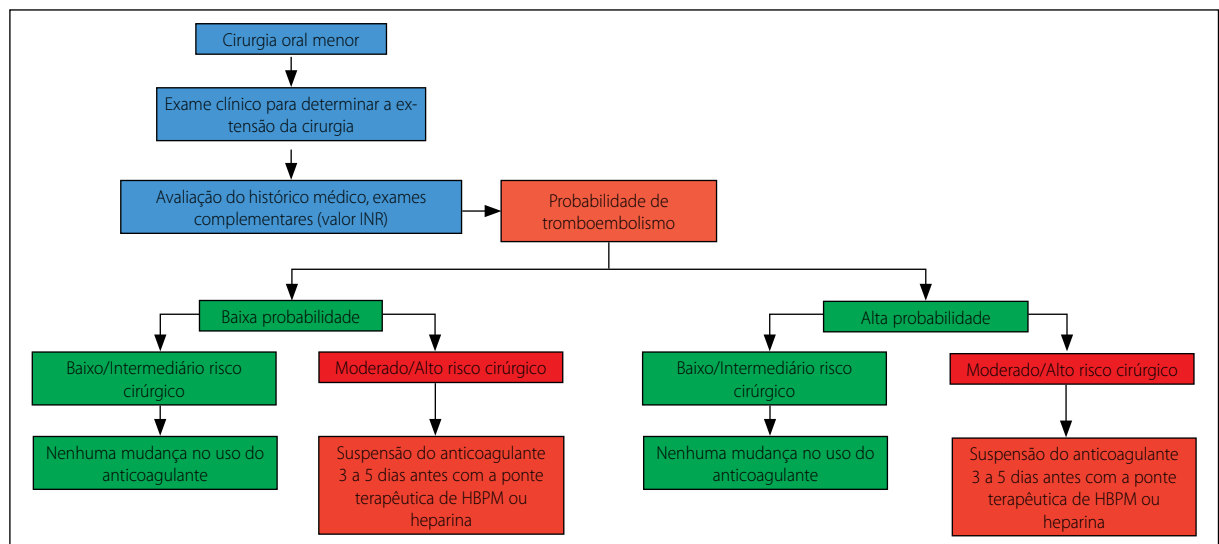 Cirurgia oral menor
Exame clínico para determinar a ex-
tensão da cirurgia
Avaliação do histórico médico, exames
complementares (valor INR)
Probabilidade de
tromboembolismo
Baixa probabilidade
Baixo/Intermediário risco
cirúrgico
Nenhuma mudança no uso do
anticoagulante
Moderado/Alto risco cirúrgico
Suspensão do anticoagulante
3 a 5 dias antes com a ponte
terapêutica de HBPM ou
heparina
Alta probabilidade
Baixo/Intermediário risco
cirúrgico
Nenhuma mudança no uso do
anticoagulante
Moderado/Alto risco cirúrgico
Suspensão do anticoagulante
3 a 5 dias antes com a ponte
terapêutica de HBPM ou
heparina